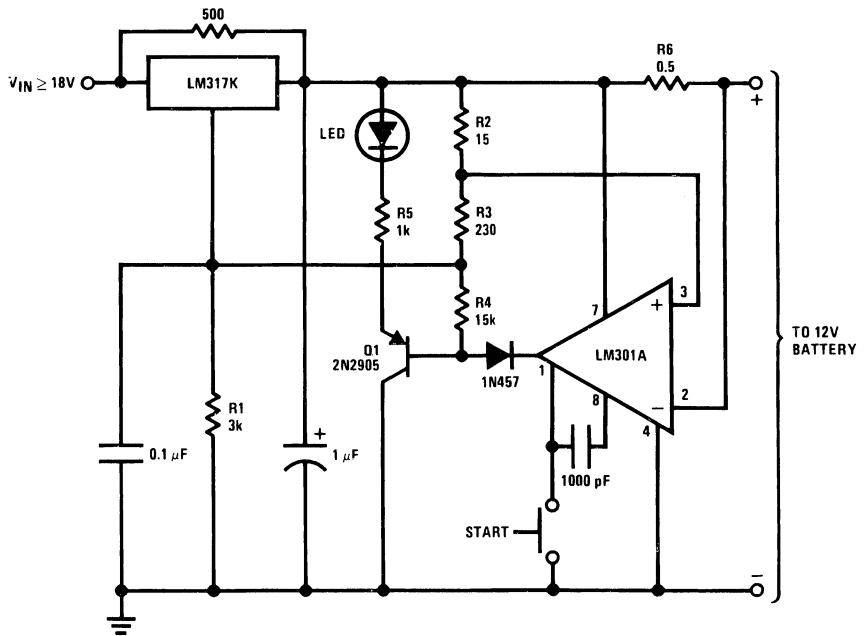 500
VIN ≥ 18V
LM317K
R6
0.5
+
LED
R2
15
R5
1k
R3
230
R4
15k
7
+
3
TO 12V
BATTERY
Q1
2N2905
1N457
LM301A
1
8
−
2
4
R1
3k
0.1 μF
+
1 μF
1000 pF
START
−